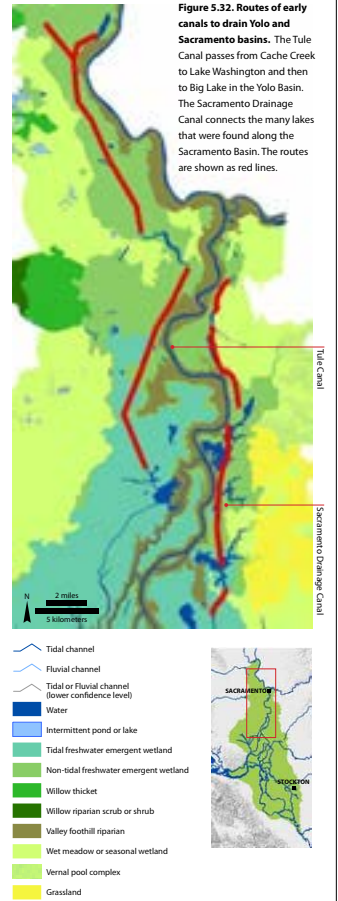 Figure 5.32. Routes of early
canals to drain Yolo and
Sacramento basins. The Tule
Canal passes from Cache Creek
to Lake Washington and then
to Big Lake in the Yolo Basin.
The Sacramento Drainage
Canal connects the many lakes
that were found along the
Sacramento Basin. The routes
are shown as red lines.
Tule Canal
Sacramento Drainage Canal
N
2 miles
5 kilometers
Tidal channel
Fluvial channel
Tidal or Fluvial channel
(lower confidence level)
Water
Intermittent pond or lake
Tidal freshwater emergent wetland
Non-tidal freshwater emergent wetland
Willow thicket
Willow riparian scrub or shrub
Valley foothill riparian
Wet meadow or seasonal wetland
Vernal pool complex
Grassland
SACRAMENTO
STOCKTON